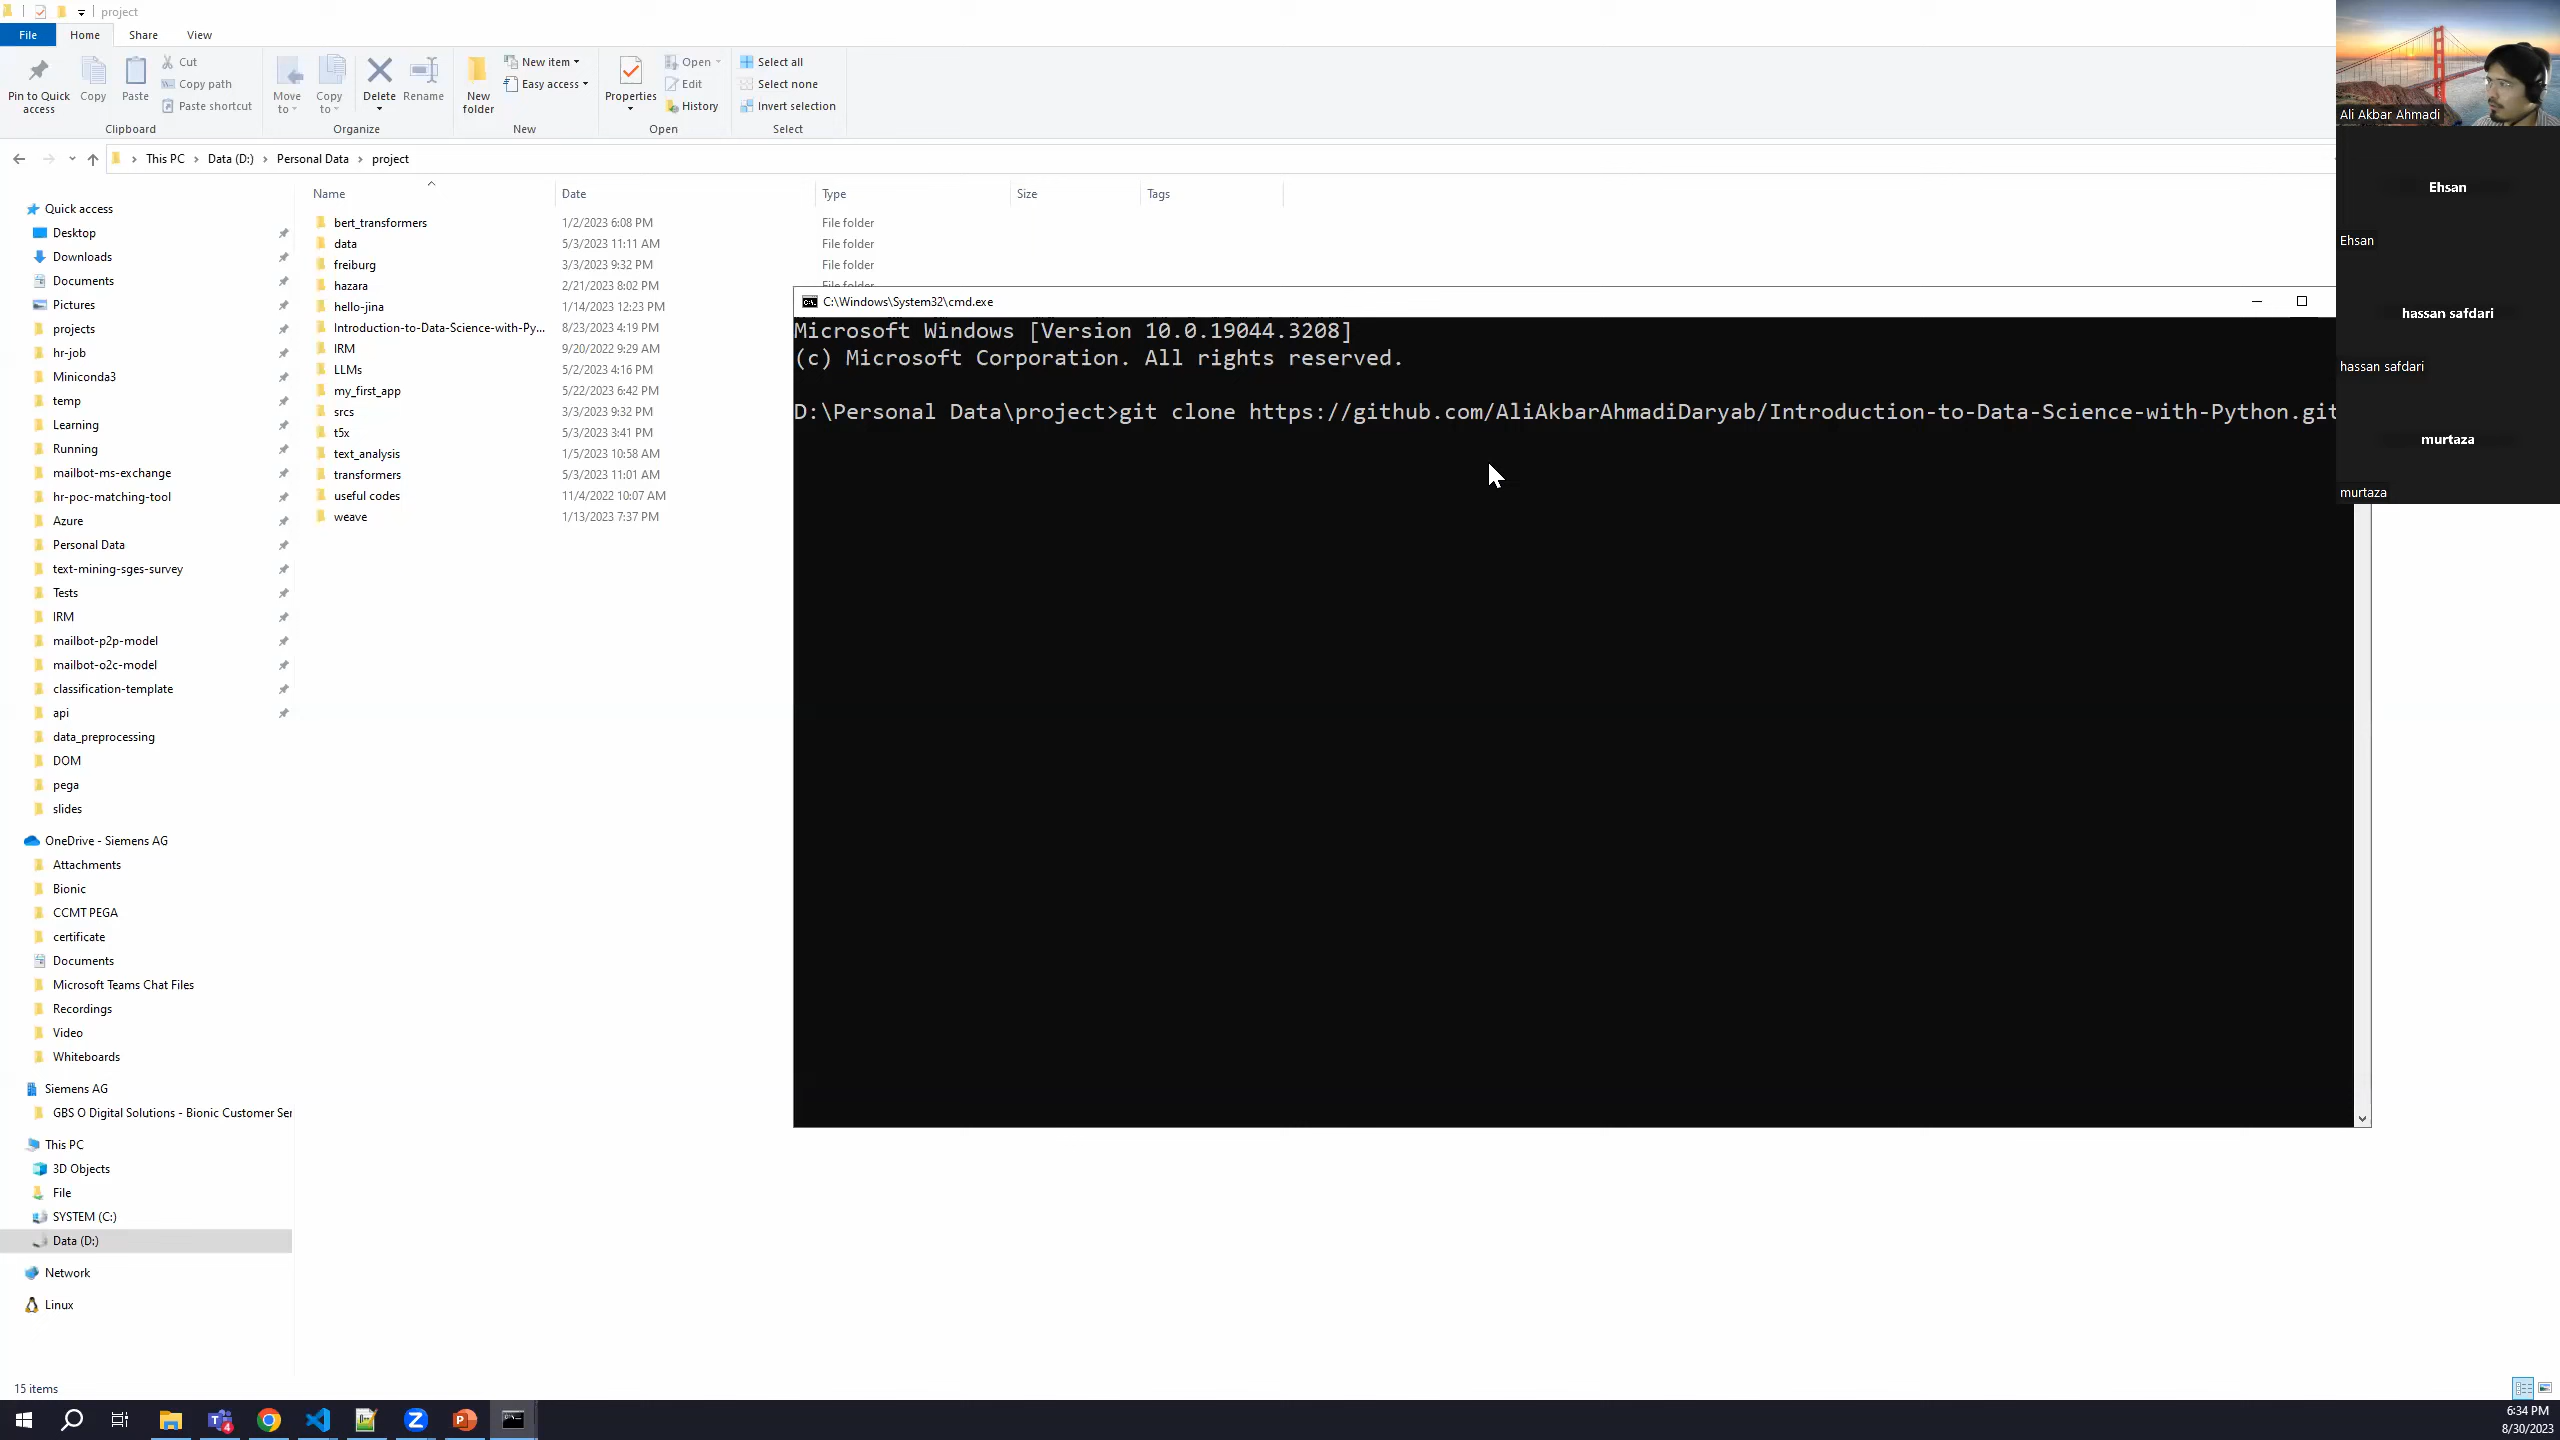 project
File Home Share View
Pin to Quick access
Copy
Paste
Cut
Copy path
Paste shortcut
Clipboard
Move to
Copy to
Delete
Rename
Organize
New folder
New item
Easy access
New
Properties
Open
Edit
History
Open
Select all
Select none
Invert selection
Select
This PC > Data (D:) > Personal Data > project
Name Date Type Size Tags
bert_transformers 1/2/2023 6:08 PM File folder
data 5/3/2023 11:11 AM File folder
freiburg 3/3/2023 9:32 PM File folder
hazara 2/21/2023 8:02 PM File folder
hello-jina 1/14/2023 12:23 PM
Introduction-to-Data-Science-with-Py... 8/23/2023 4:19 PM
IRM 9/20/2022 9:29 AM
LLMs 5/2/2023 4:16 PM
my_first_app 5/22/2023 6:42 PM
srcs 3/3/2023 9:32 PM
t5x 5/3/2023 3:41 PM
text_analysis 1/5/2023 10:58 AM
transformers 5/3/2023 11:01 AM
useful codes 11/4/2022 10:07 AM
weave 1/13/2023 7:37 PM
Quick access
Desktop
Downloads
Documents
Pictures
projects
hr-job
Miniconda3
temp
Learning
Running
mailbot-ms-exchange
hr-poc-matching-tool
Azure
Personal Data
text-mining-sges-survey
Tests
IRM
mailbot-p2p-model
mailbot-o2c-model
classification-template
api
data_preprocessing
DOM
pega
slides
OneDrive - Siemens AG
Attachments
Bionic
CCMT PEGA
certificate
Documents
Microsoft Teams Chat Files
Recordings
Video
Whiteboards
Siemens AG
GBS O Digital Solutions - Bionic Customer Ser
This PC
3D Objects
File
SYSTEM (C:)
Data (D:)
Network
Linux
15 items
C:\Windows\System32\cmd.exe
Microsoft Windows [Version 10.0.19044.3208]
(c) Microsoft Corporation. All rights reserved.
D:\Personal Data\project>git clone https://github.com/AliAkbarAhmadiDaryab/Introduction-to-Data-Science-with-Python.git
Ali Akbar Ahmadi
Ehsan
Ehsan
hassan safdari
hassan safdari
murtaza
murtaza
6:34 PM
8/30/2023